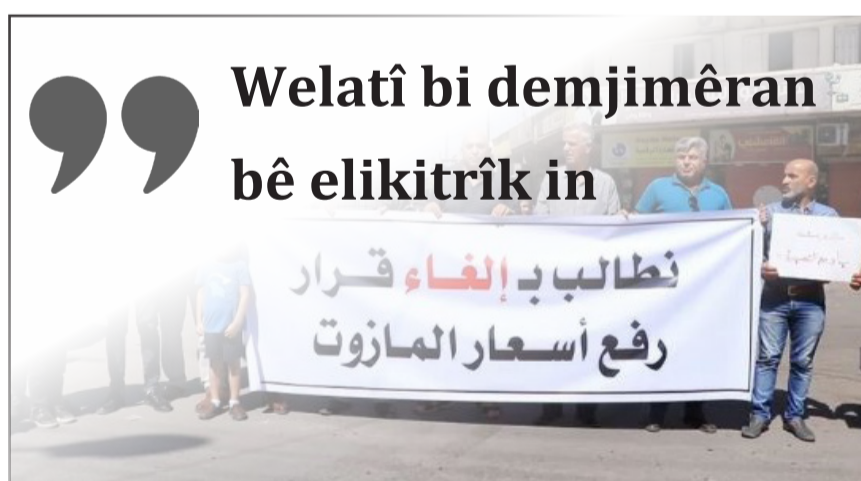 Welatî bi demjimêran
bê elikitrîk in
نطالب بـ إلغاء قرار
رفع أسعار المازوت